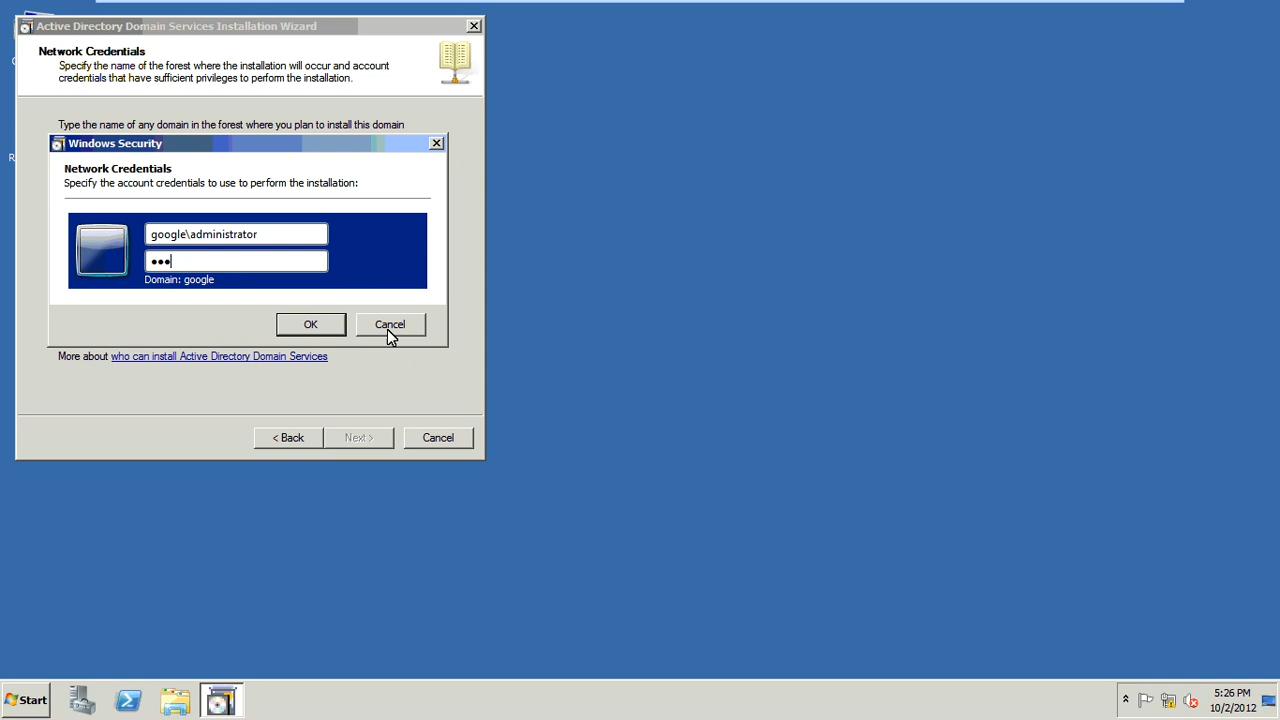 Active Directory Domain Services Installation Wizard
Network Credentials
Specify the name of the forest where the installation will occur and account
credentials that have sufficient privileges to perform the installation.
Type the name of any domain in the forest where you plan to install this domain
Windows Security
Network Credentials
Specify the account credentials to use to perform the installation:
google\administrator
●●●
Domain: google
OK
Cancel
More about who can install Active Directory Domain Services
< Back
Next >
Cancel
Start
5:26 PM
10/2/2012